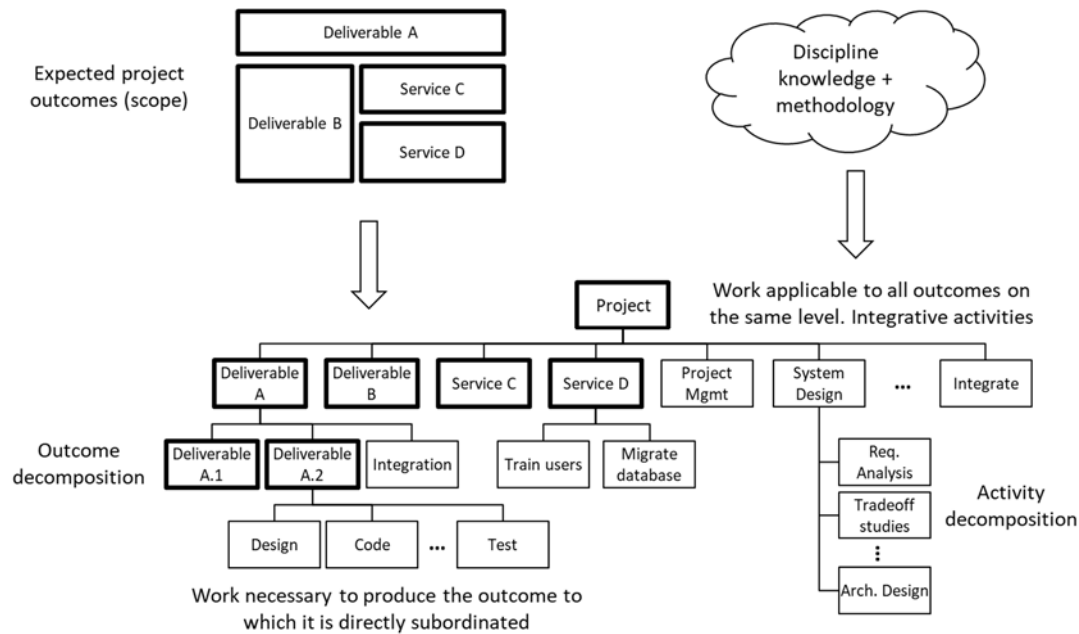 Deliverable A
Expected project
outcomes (scope)
Deliverable B
Service C
Service D
Discipline
knowledge +
methodology
Project
Work applicable to all outcomes on
the same level. Integrative activities
Deliverable
A
Deliverable
B
Service C
Service D
Project
Mgmt
System
Design
...
Integrate
Outcome
decomposition
Deliverable
A.1
Deliverable
A.2
Integration
Train users
Migrate
database
Req.
Analysis
Tradeoff
studies
...
Arch. Design
Activity
decomposition
Design
Code
...
Test
Work necessary to produce the outcome to
which it is directly subordinated